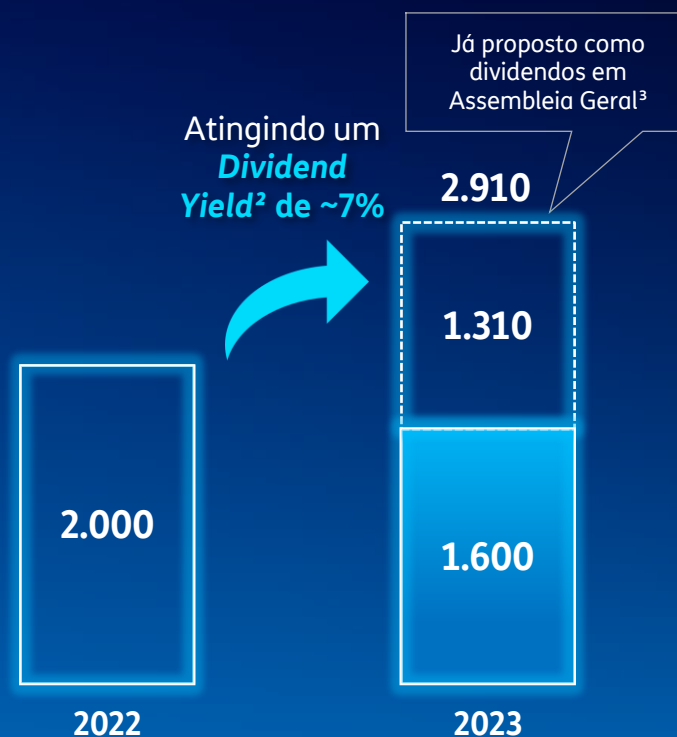 Já proposto como
dividendos em
Assembleia Geral³
Atingindo um
Dividend
Yield² de ~7%
2.910
1.310
2.000
1.600
2022
2023